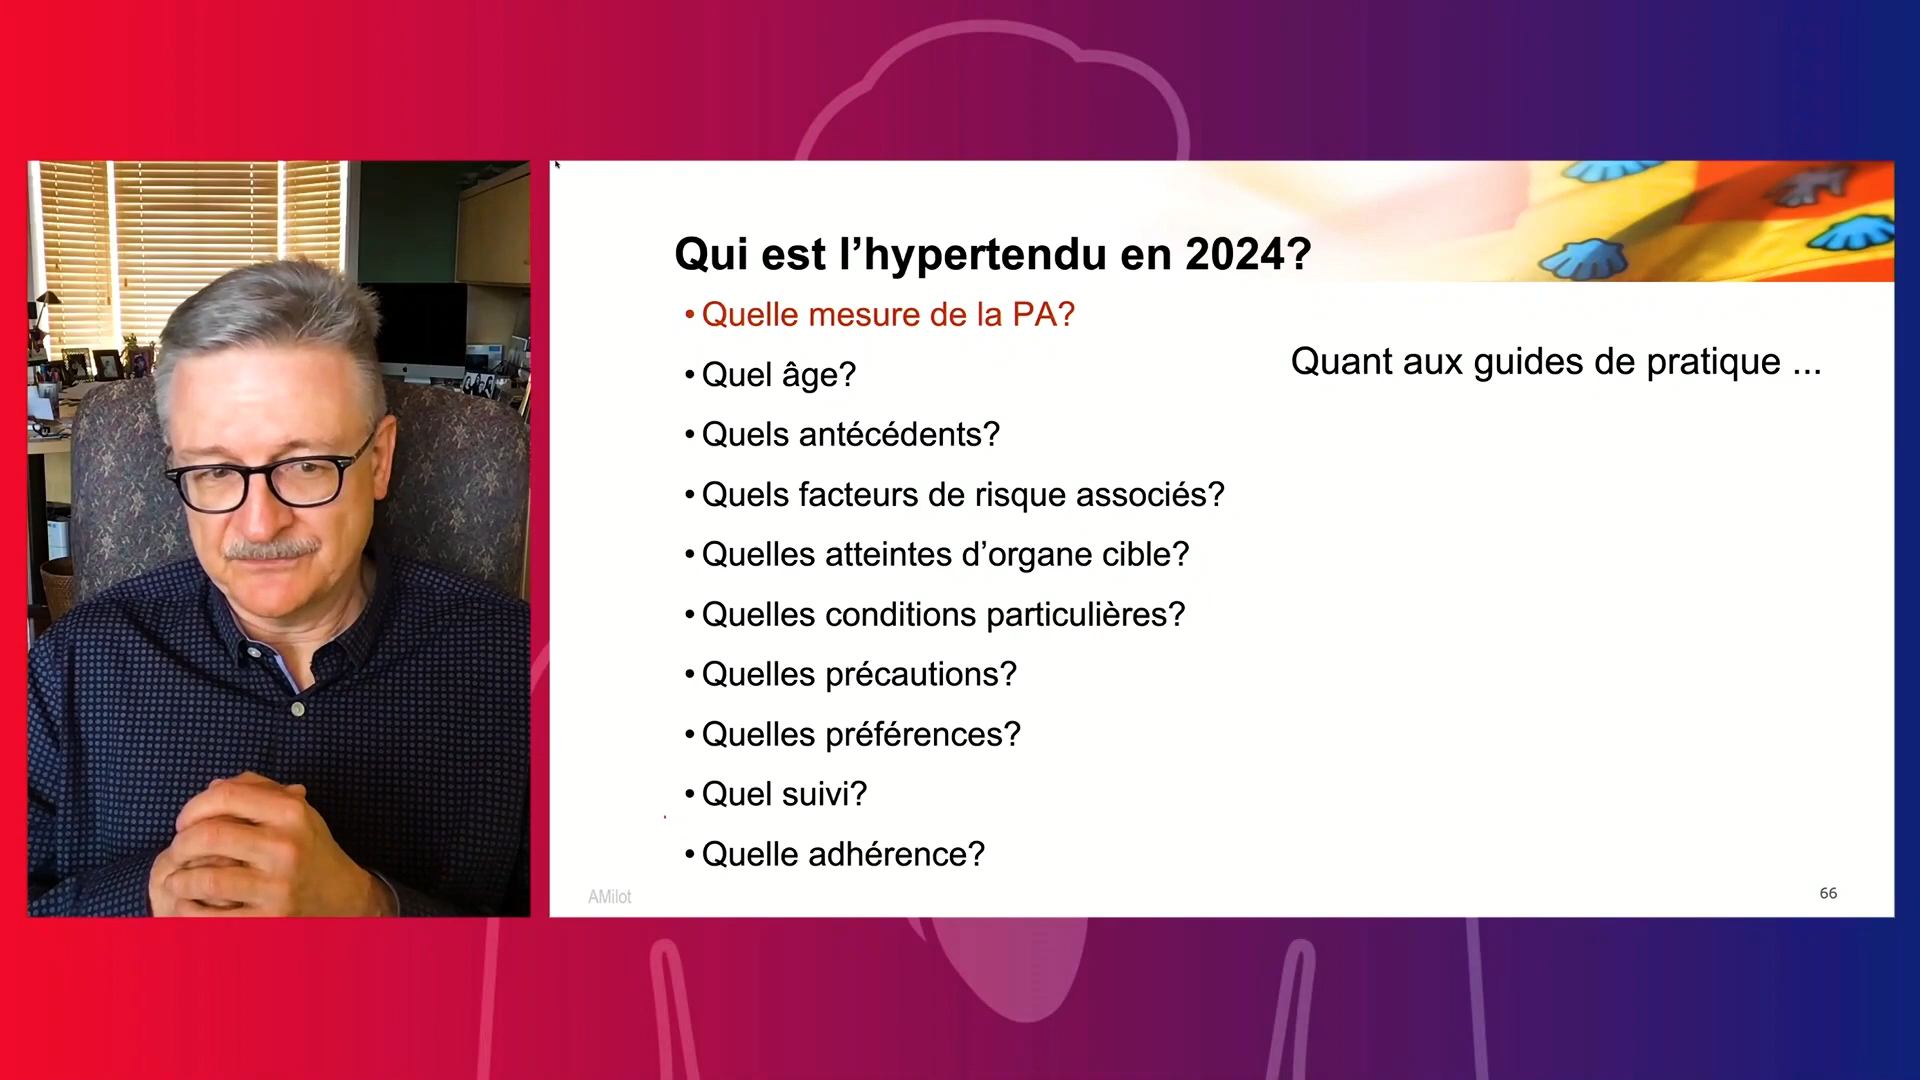 Qui est l’hypertendu en 2024?
• Quelle mesure de la PA?
• Quel âge?
• Quels antécédents?
• Quels facteurs de risque associés?
• Quelles atteintes d’organe cible?
• Quelles conditions particulières?
• Quelles précautions?
• Quelles préférences?
• Quel suivi?
• Quelle adhérence?
Quant aux guides de pratique ...
AMilot
66